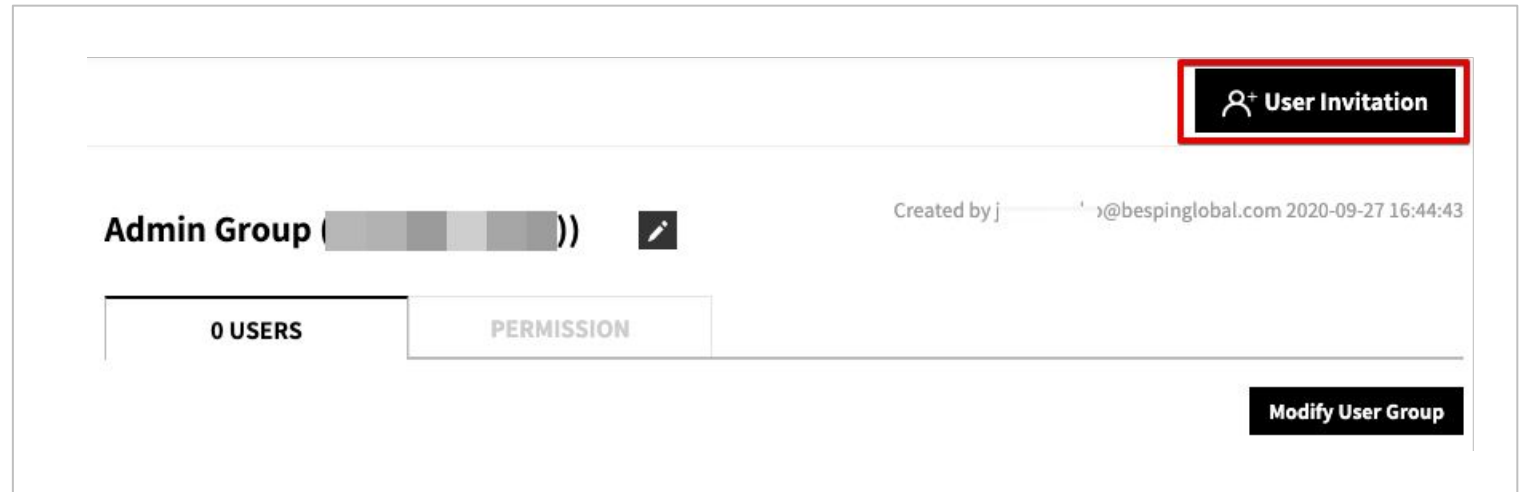 User Invitation
Admin Group ( ))
Created by j @bespinglobal.com 2020-09-27 16:44:43
0 USERS
PERMISSION
Modify User Group